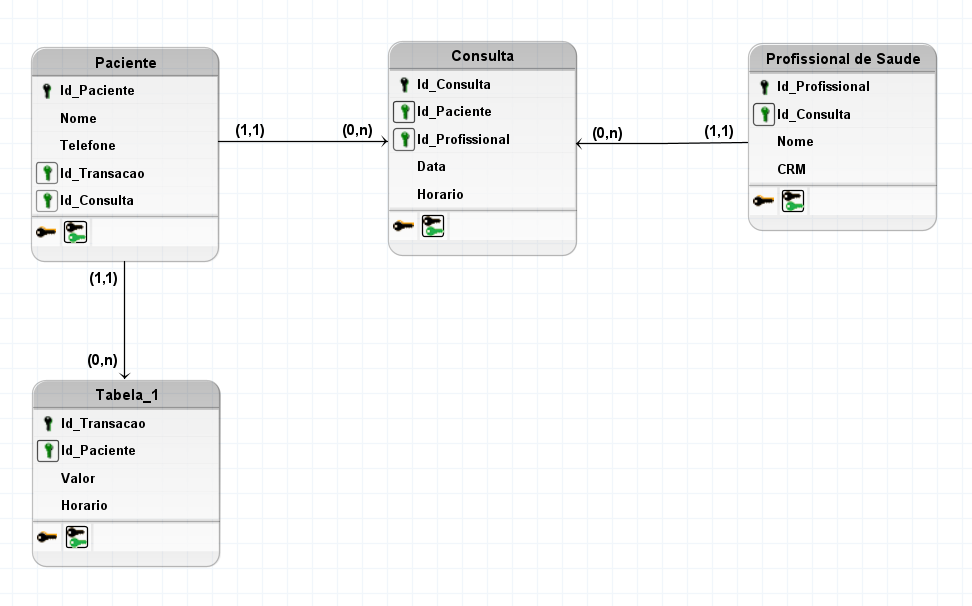 Paciente
Id_Paciente
Nome
Telefone
Id_Transacao
Id_Consulta
(1,1)
(0,n)
Consulta
Id_Consulta
Id_Paciente
Id_Profissional
Data
Horario
(0,n)
(1,1)
Profissional de Saude
Id_Profissional
Id_Consulta
Nome
CRM
(1,1)
(0,n)
Tabela_1
Id_Transacao
Id_Paciente
Valor
Horario